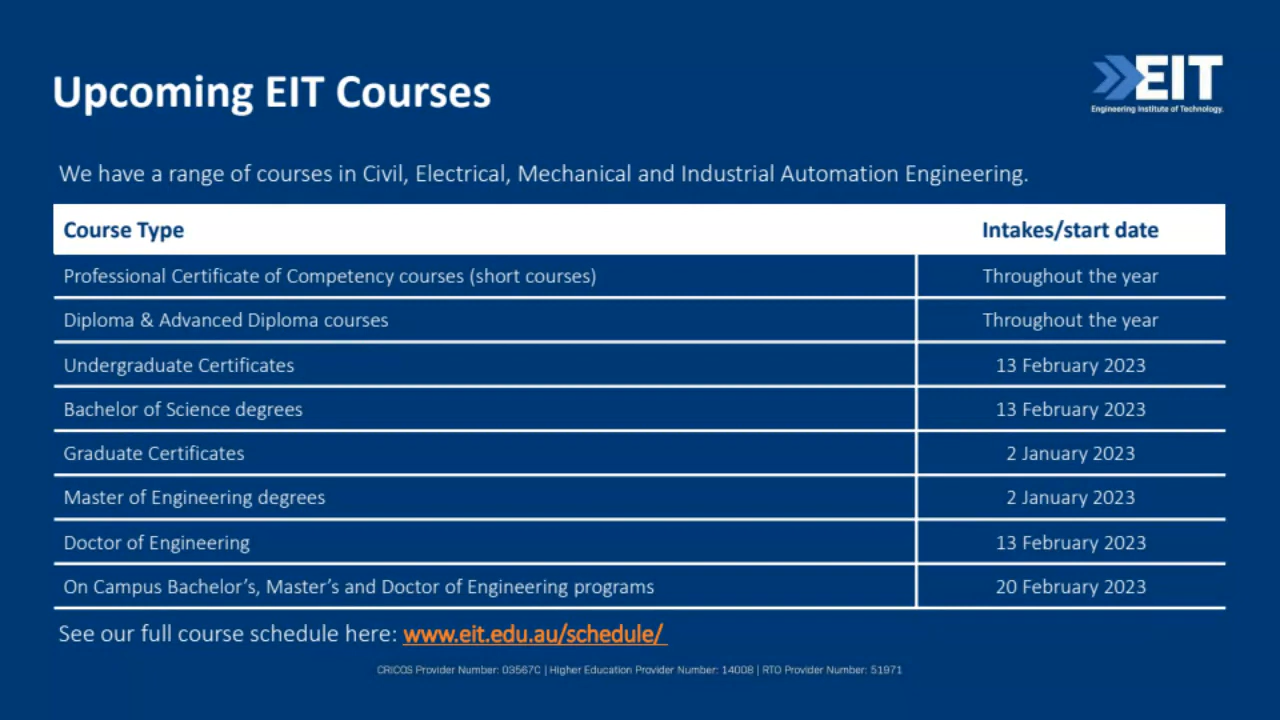 Upcoming EIT Courses
EIT
Engineering Institute of Technology.
We have a range of courses in Civil, Electrical, Mechanical and Industrial Automation Engineering.
Course Type Intakes/start date
Professional Certificate of Competency courses (short courses) Throughout the year
Diploma & Advanced Diploma courses Throughout the year
Undergraduate Certificates 13 February 2023
Bachelor of Science degrees 13 February 2023
Graduate Certificates 2 January 2023
Master of Engineering degrees 2 January 2023
Doctor of Engineering 13 February 2023
On Campus Bachelor’s, Master’s and Doctor of Engineering programs 20 February 2023
See our full course schedule here: www.eit.edu.au/schedule/
CRICOS Provider Number: 03567C | Higher Education Provider Number: 14008 | RTO Provider Number: 51971